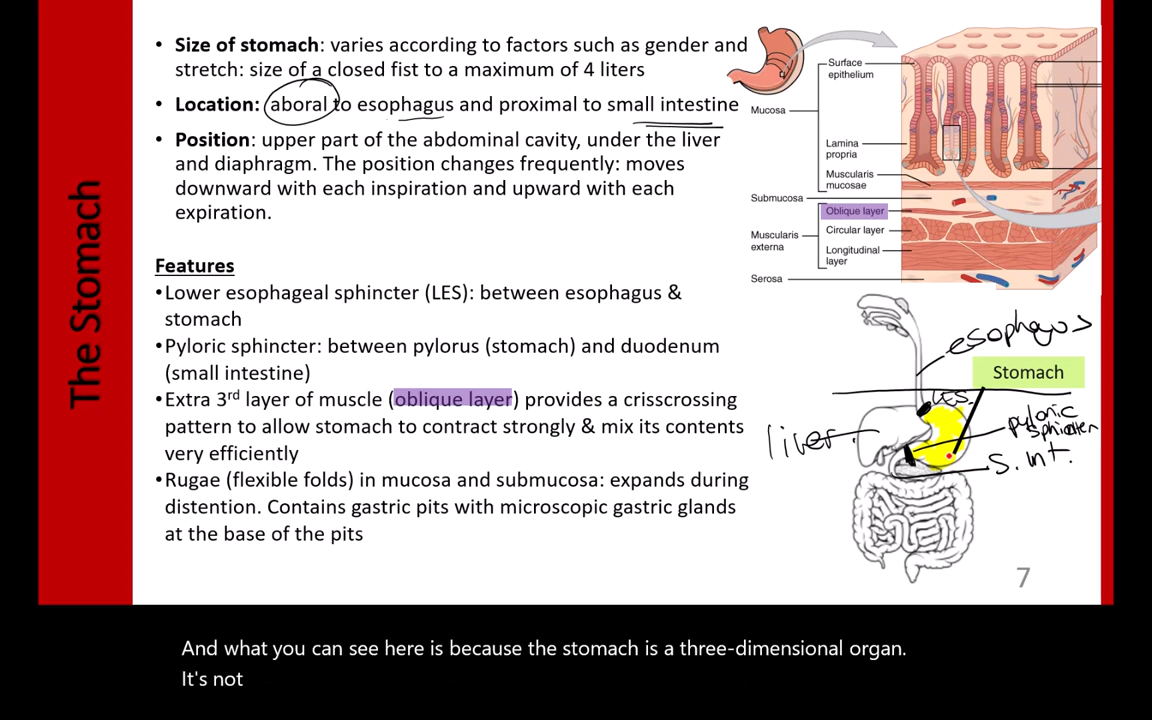 The Stomach
• Size of stomach: varies according to factors such as gender and
stretch: size of a closed fist to a maximum of 4 liters
• Location: aboral to esophagus and proximal to small intestine
• Position: upper part of the abdominal cavity, under the liver
and diaphragm. The position changes frequently: moves
downward with each inspiration and upward with each
expiration.
Features
•Lower esophageal sphincter (LES): between esophagus &
stomach
•Pyloric sphincter: between pylorus (stomach) and duodenum
(small intestine)
•Extra 3rd layer of muscle (oblique layer) provides a crisscrossing
pattern to allow stomach to contract strongly & mix its contents
very efficiently
•Rugae (flexible folds) in mucosa and submucosa: expands during
distention. Contains gastric pits with microscopic gastric glands
at the base of the pits
Surface
epithelium
Mucosa
Lamina
propria
Muscularis
mucosae
Submucosa
Oblique layer
Muscularis
externa
Circular layer
Longitudinal
layer
Serosa
esophagus
Stomach
LES
pyloric
sphincter
liver
S. int.
7
And what you can see here is because the stomach is a three-dimensional organ.
It's not